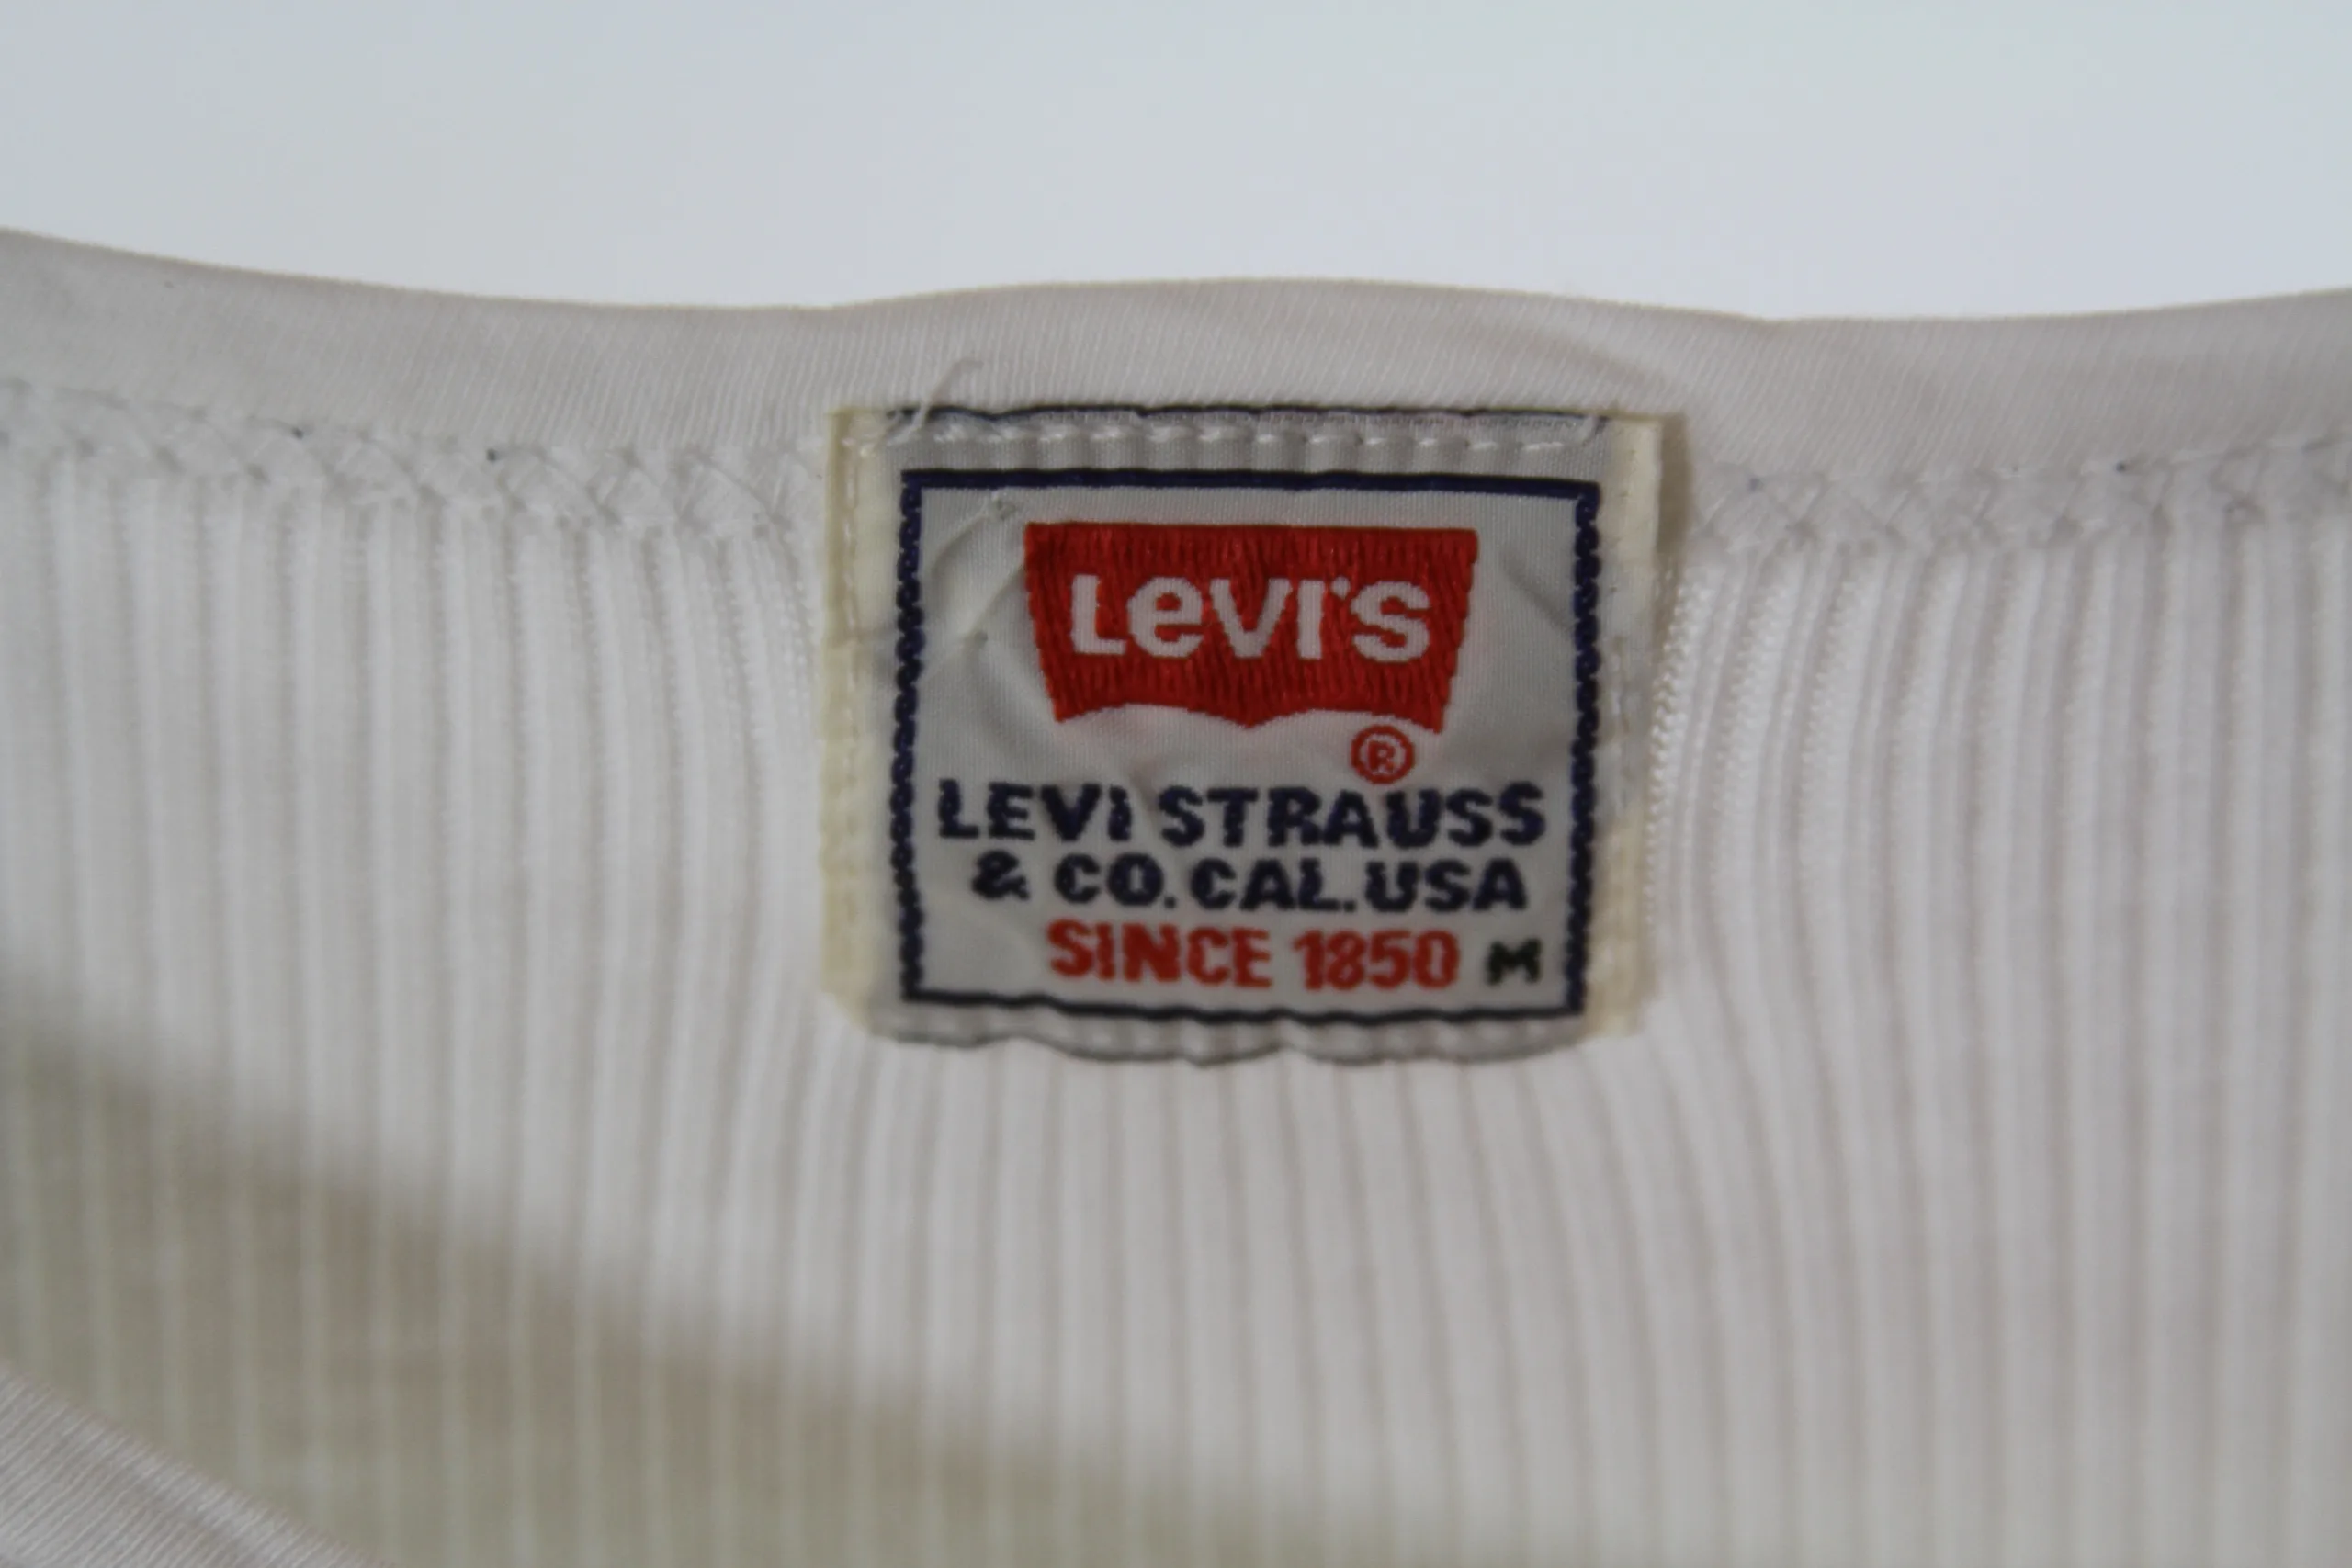 Levi's
®
LEVI STRAUSS
& CO. CAL. USA
SINCE 1850 M